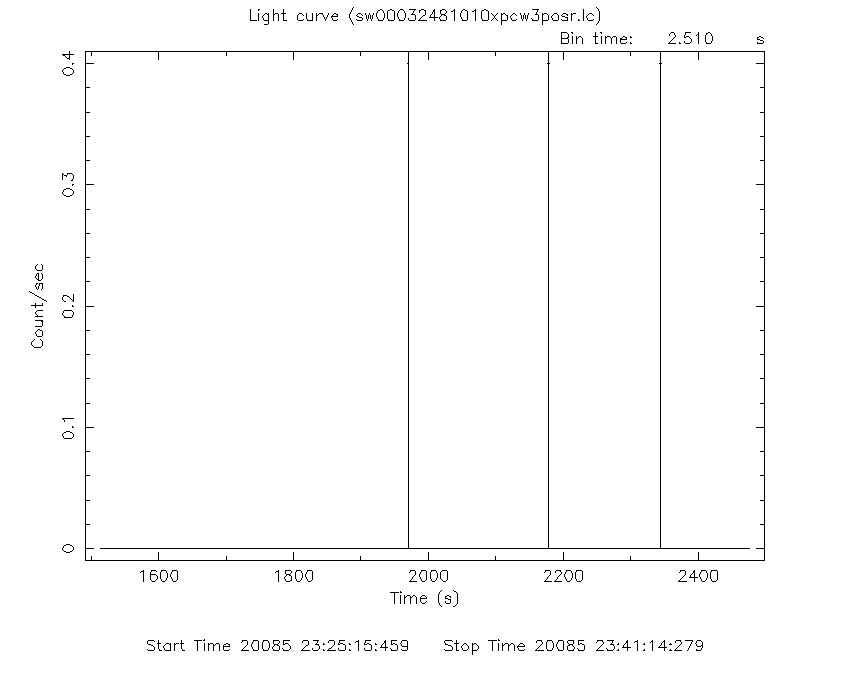 Light curve (sw00032481010xpcw3posr.lc)
Bin time: 2.510 s
0.4
0.3
0.2
0.1
0
Count/sec
1600 1800 2000 2200 2400
Time (s)
Start Time 20085 23:25:15:459 Stop Time 20085 23:41:14:279